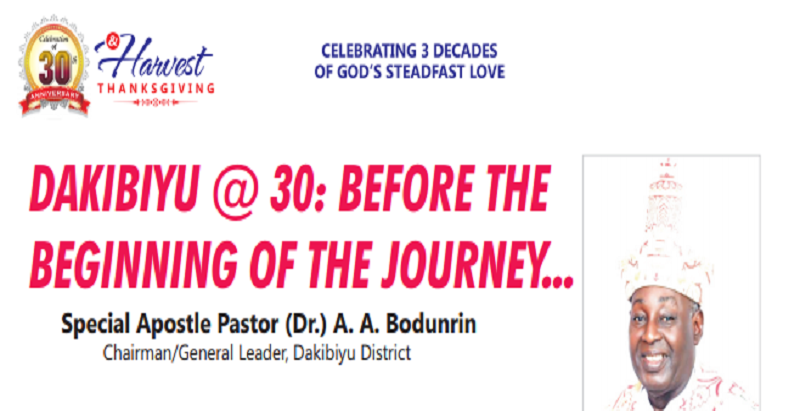 Celebration
of
30th
ANNIVERSARY
& Harvest
THANKSGIVING
CELEBRATING 3 DECADES
OF GOD'S STEADFAST LOVE
DAKIBIYU @ 30: BEFORE THE
BEGINNING OF THE JOURNEY...
Special Apostle Pastor (Dr.) A. A. Bodunrin
Chairman/General Leader, Dakibiyu District